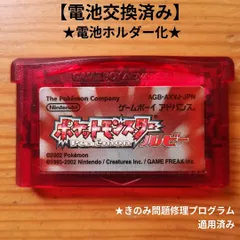 【電池交換済み】
★電池ホルダー化★
The Pokémon Company
AGB-AXVJ-JPN
Nintendo
ゲームボーイ アドバンス
ポケットモンスター
ルビー
©2002 Pokémon
©1995-2002 Nintendo / Creatures inc. / GAME FREAK inc.
★きのみ問題修理プログラム
適用済み